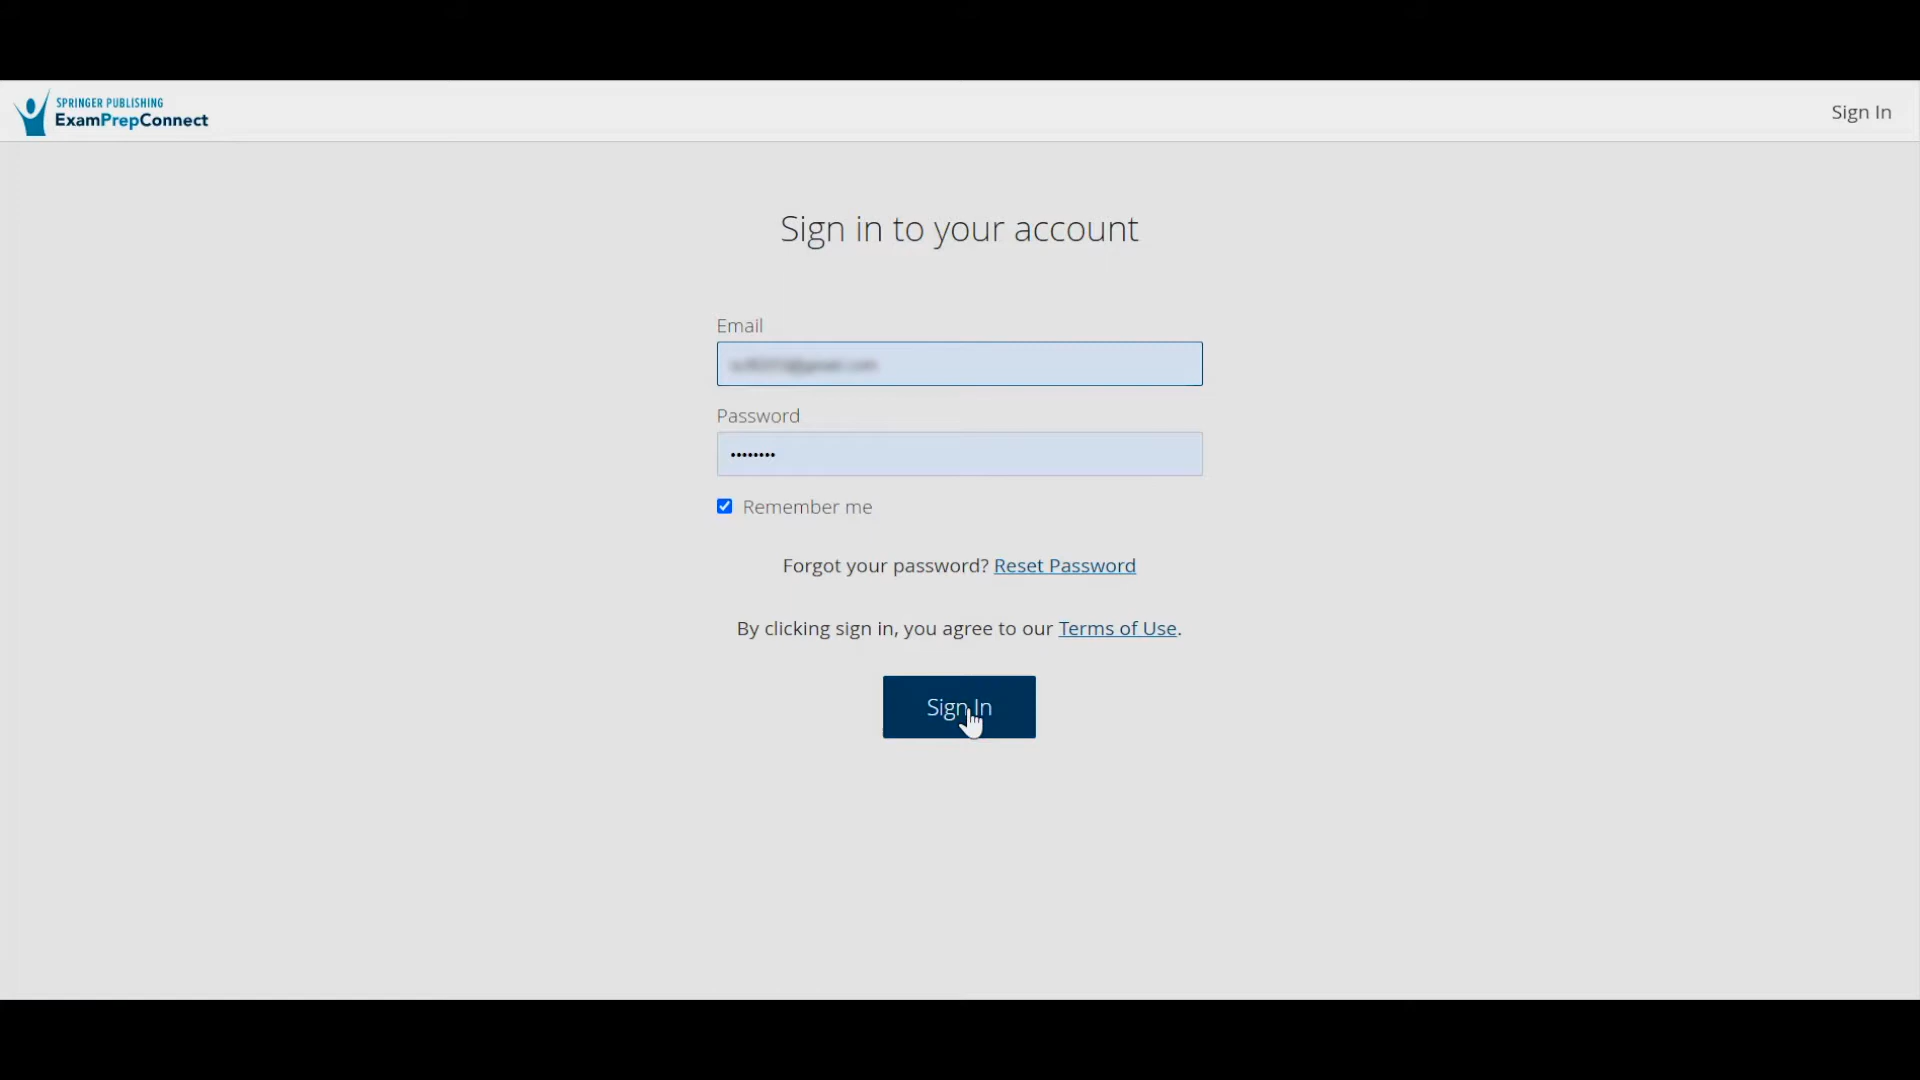 SPRINGER PUBLISHING
ExamPrepConnect
Sign In
Sign in to your account
Email
Password
••••••••
Remember me
Forgot your password? Reset Password
By clicking sign in, you agree to our Terms of Use.
Sign In